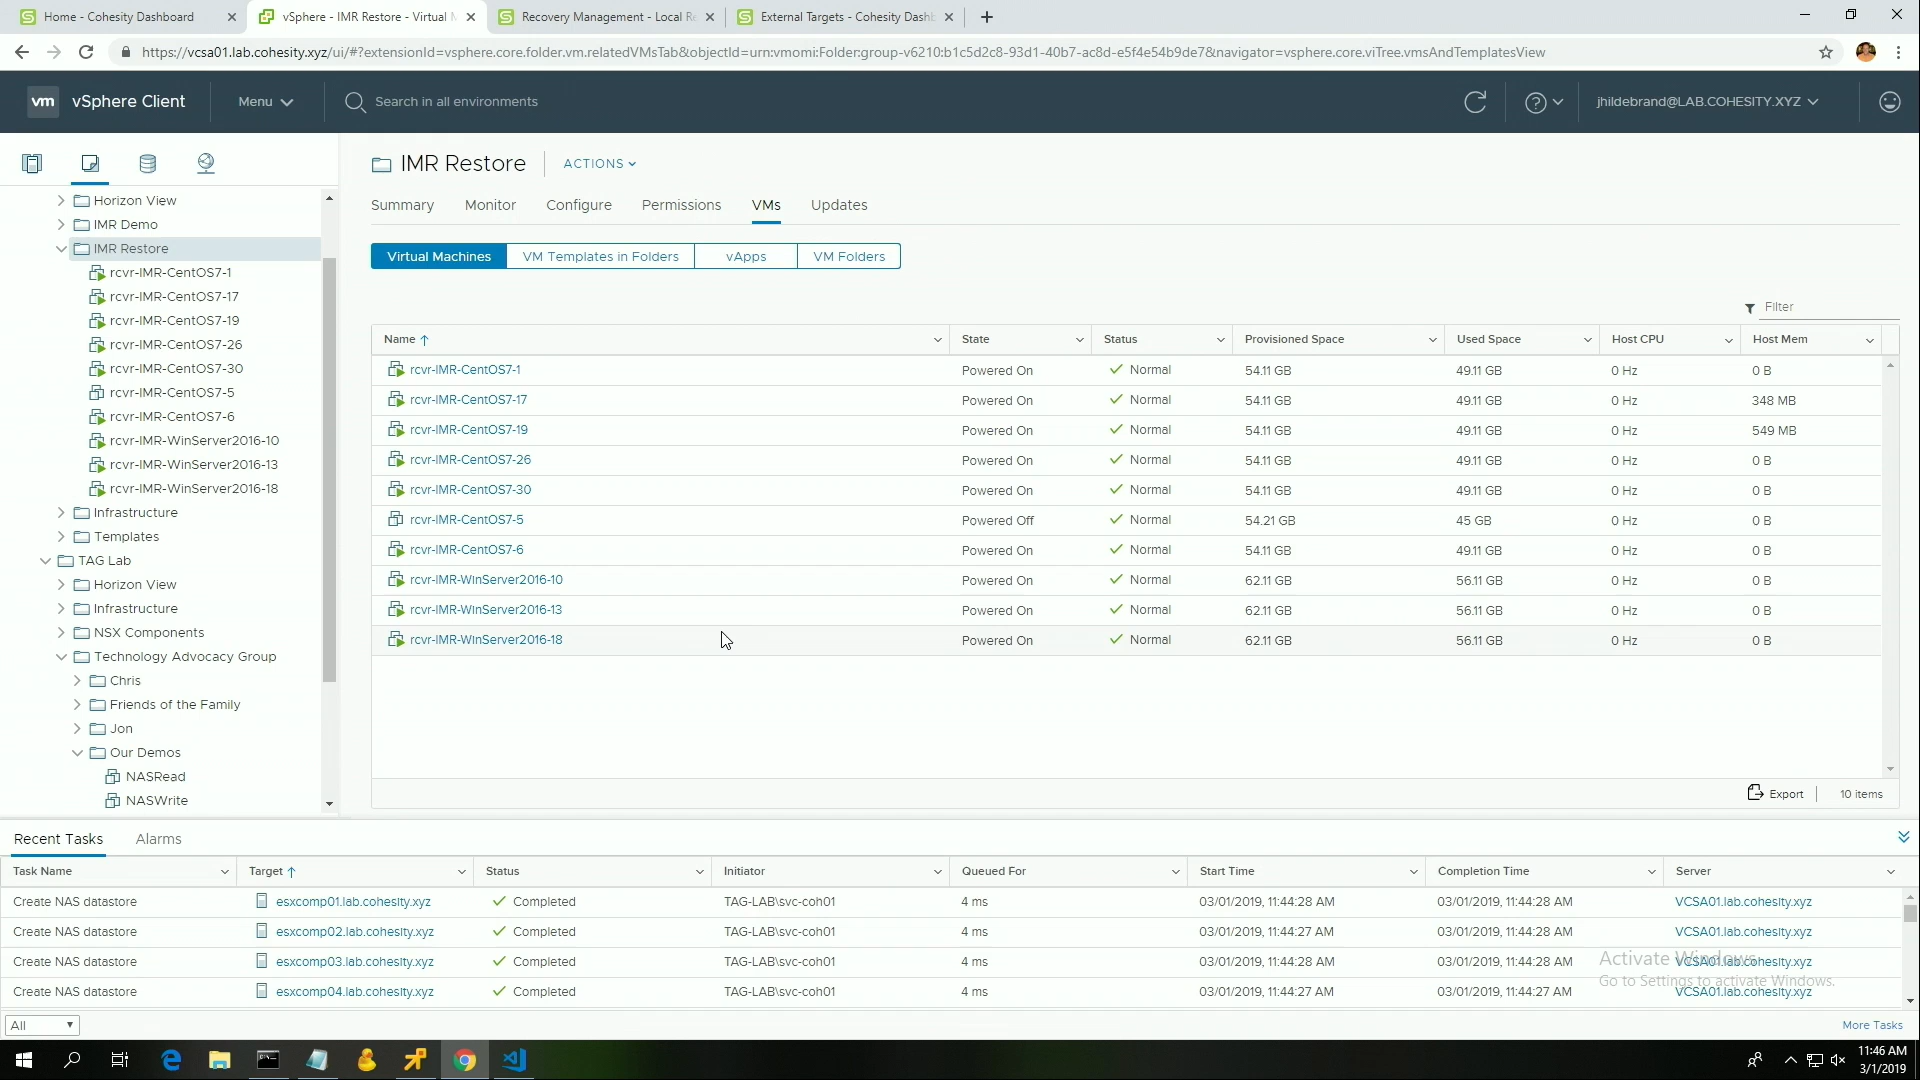 Home - Cohesity Dashboard
vSphere - IMR Restore - Virtual M
Recovery Management - Local Re
External Targets - Cohesity Dashb
https://vcsa01.lab.cohesity.xyz/ui/#?extensionId=vsphere.core.folder.vm.relatedVMsTab&objectId=urn:vmomi:Folder:group-v6210:b1c5d2c8-93d1-40b7-ac8d-e5f4e54b9de7&navigator=vsphere.core.viTree.vmsAndTemplatesView
vm vSphere Client Menu Search in all environments jhildebrand@LAB.COHESITY.XYZ
Horizon View
IMR Demo
IMR Restore
rcvr-IMR-CentOS7-1
rcvr-IMR-CentOS7-17
rcvr-IMR-CentOS7-19
rcvr-IMR-CentOS7-26
rcvr-IMR-CentOS7-30
rcvr-IMR-CentOS7-5
rcvr-IMR-CentOS7-6
rcvr-IMR-WinServer2016-10
rcvr-IMR-WinServer2016-13
rcvr-IMR-WinServer2016-18
Infrastructure
Templates
TAG Lab
Horizon View
Infrastructure
NSX Components
Technology Advocacy Group
Chris
Friends of the Family
Jon
Our Demos
NASRead
NASWrite
IMR Restore ACTIONS
Summary Monitor Configure Permissions VMs Updates
Virtual Machines VM Templates in Folders vApps VM Folders
Filter
Name State Status Provisioned Space Used Space Host CPU Host Mem
rcvr-IMR-CentOS7-1 Powered On Normal 54.11 GB 49.11 GB 0 Hz 0 B
rcvr-IMR-CentOS7-17 Powered On Normal 54.11 GB 49.11 GB 0 Hz 348 MB
rcvr-IMR-CentOS7-19 Powered On Normal 54.11 GB 49.11 GB 0 Hz 549 MB
rcvr-IMR-CentOS7-26 Powered On Normal 54.11 GB 49.11 GB 0 Hz 0 B
rcvr-IMR-CentOS7-30 Powered On Normal 54.11 GB 49.11 GB 0 Hz 0 B
rcvr-IMR-CentOS7-5 Powered Off Normal 54.21 GB 45 GB 0 Hz 0 B
rcvr-IMR-CentOS7-6 Powered On Normal 54.11 GB 49.11 GB 0 Hz 0 B
rcvr-IMR-WinServer2016-10 Powered On Normal 62.11 GB 56.11 GB 0 Hz 0 B
rcvr-IMR-WinServer2016-13 Powered On Normal 62.11 GB 56.11 GB 0 Hz 0 B
rcvr-IMR-WinServer2016-18 Powered On Normal 62.11 GB 56.11 GB 0 Hz 0 B
Export 10 items
Recent Tasks Alarms
Task Name Target Status Initiator Queued For Start Time Completion Time Server
Create NAS datastore esxcomp01.lab.cohesity.xyz Completed TAG-LAB\svc-coh01 4 ms 03/01/2019, 11:44:28 AM 03/01/2019, 11:44:28 AM VCSA01.lab.cohesity.xyz
Create NAS datastore esxcomp02.lab.cohesity.xyz Completed TAG-LAB\svc-coh01 4 ms 03/01/2019, 11:44:27 AM 03/01/2019, 11:44:28 AM VCSA01.lab.cohesity.xyz
Create NAS datastore esxcomp03.lab.cohesity.xyz Completed TAG-LAB\svc-coh01 4 ms 03/01/2019, 11:44:28 AM 03/01/2019, 11:44:28 AM VCSA01.lab.cohesity.xyz
Create NAS datastore esxcomp04.lab.cohesity.xyz Completed TAG-LAB\svc-coh01 4 ms 03/01/2019, 11:44:27 AM 03/01/2019, 11:44:27 AM VCSA01.lab.cohesity.xyz
Activate Windows
Go to Settings to activate Windows.
All More Tasks
11:46 AM
3/1/2019